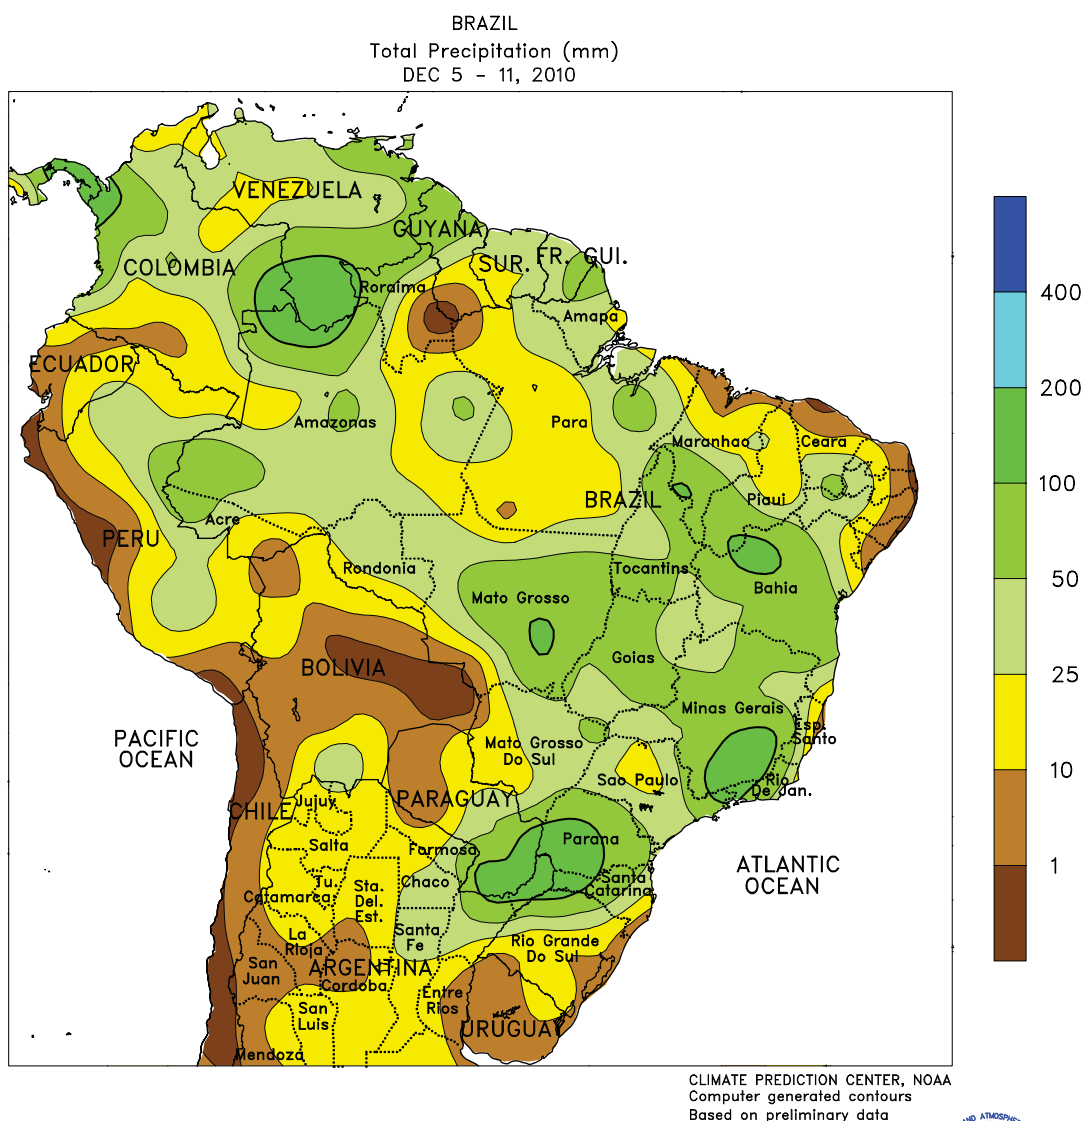 BRAZIL
Total Precipitation (mm)
DEC 5 - 11, 2010
VENEZUELA
GUYANA
COLOMBIA
SUR.
FR. GUI.
Roraima
Amapa
ECUADOR
Amazonas
Para
Maranhao
Ceara
BRAZIL
Piaui
PERU
Acre
Rondonia
Tocantins
Bahia
Mato Grosso
Goias
BOLIVIA
Minas Gerais
Esp.
Santo
PACIFIC
OCEAN
Mato Grosso
Do Sul
Sao Paulo
Rio
De Jan.
CHILE
Jujuy
PARAGUAY
Salta
Formosa
Parana
ATLANTIC
OCEAN
Tu.
Catamarca
Sta.
Del.
Est.
Chaco
Santa
Catarina
La
Rioja
Santa
Fe
Rio Grande
Do Sul
San
Juan
ARGENTINA
Cordoba
Entre
Rios
San
Luis
URUGUAY
Mendoza
400
200
100
50
25
10
1
CLIMATE PREDICTION CENTER, NOAA
Computer generated contours
Based on preliminary data
AND ATMOSPHE